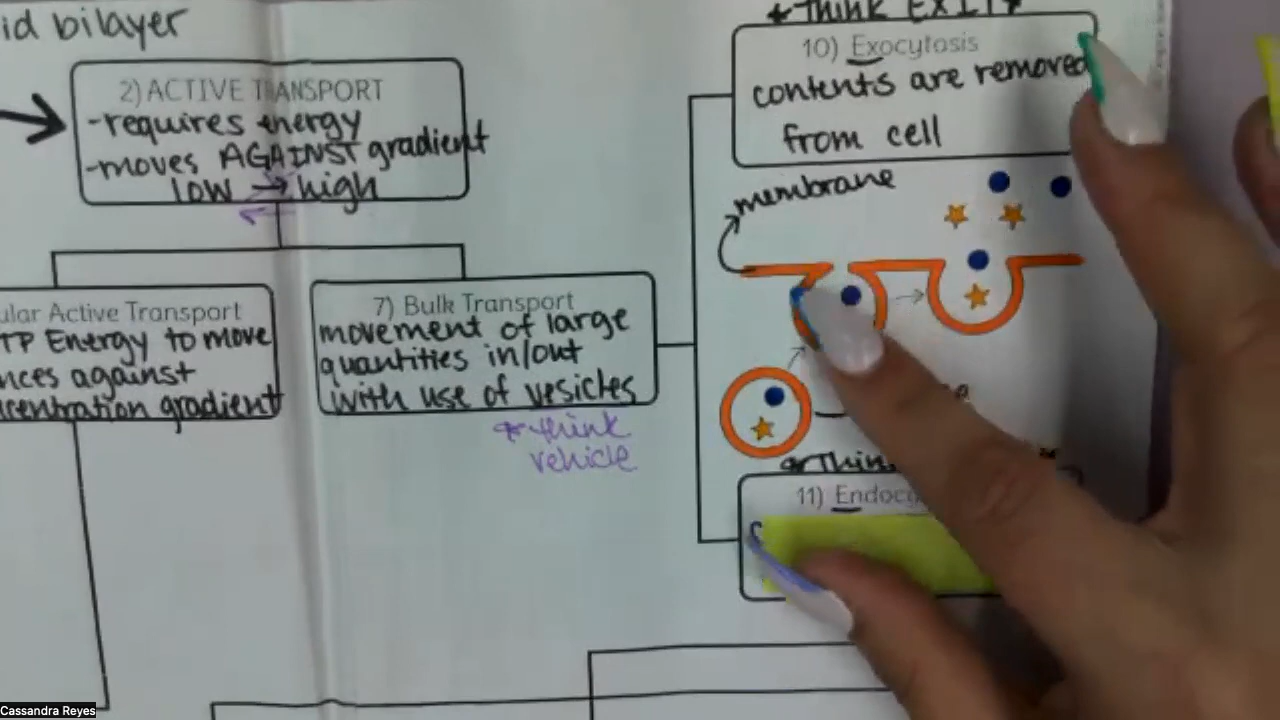 id bilayer
2) ACTIVE TRANSPORT
-requires energy
-moves AGAINST gradient
low → high
ular Active Transport
TP Energy to move
nces against
centration gradient
7) Bulk Transport
movement of large
quantities in/out
with use of vesicles
*think
vehicle
*Think EXIT*
10) Exocytosis
contents are removed
from cell
membrane
*Thin
11) Endoc
Cassandra Reyes